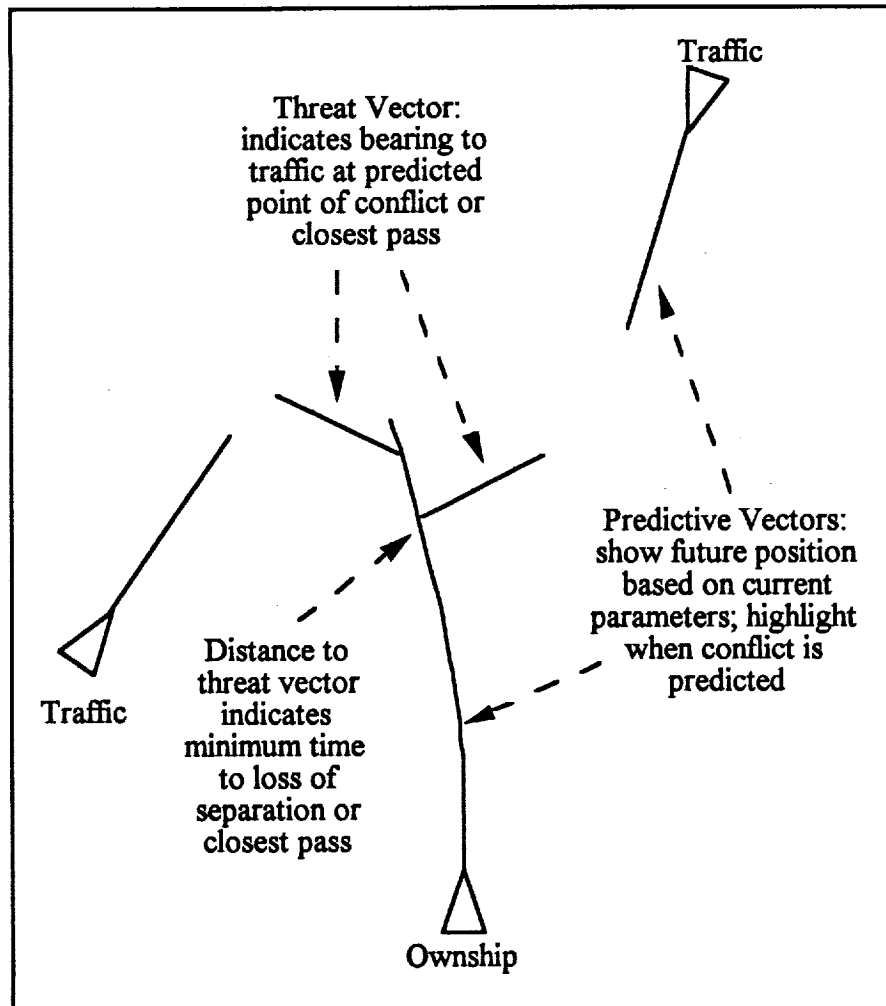 Traffic
Threat Vector:
indicates bearing to
traffic at predicted
point of conflict or
closest pass
Predictive Vectors:
show future position
based on current
parameters; highlight
when conflict is
predicted
Distance to
threat vector
indicates
minimum time
to loss of
separation or
closest pass
Traffic
Ownship